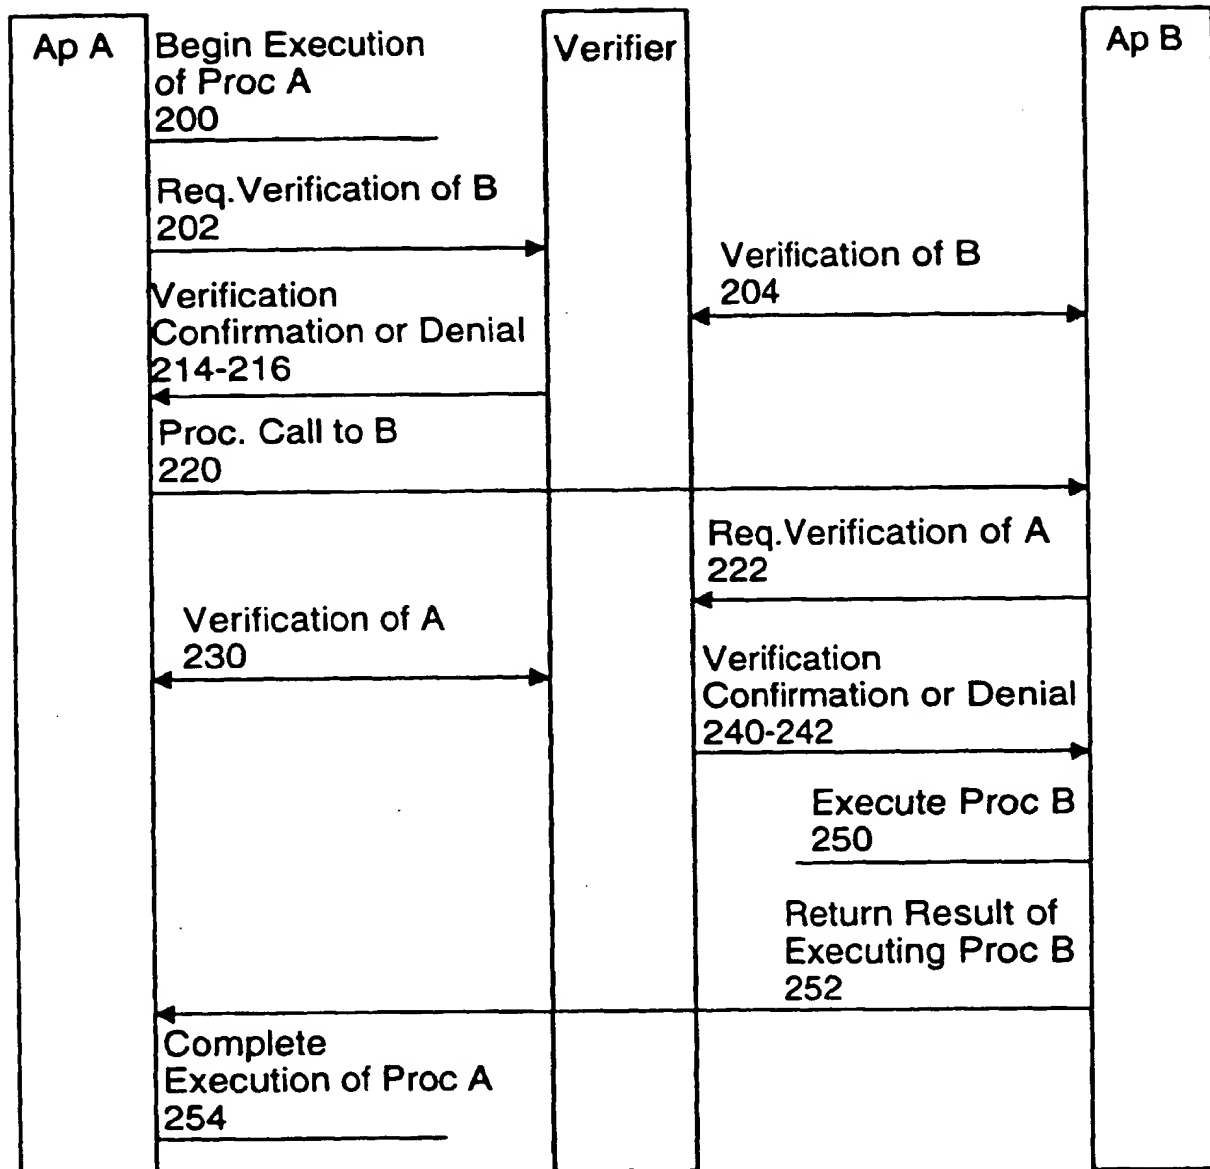 Ap A
Begin Execution
of Proc A
200
Verifier
Ap B
Req.Verification of B
202
Verification of B
204
Verification
Confirmation or Denial
214-216
Proc. Call to B
220
Req.Verification of A
222
Verification of A
230
Verification
Confirmation or Denial
240-242
Execute Proc B
250
Return Result of
Executing Proc B
252
Complete
Execution of Proc A
254